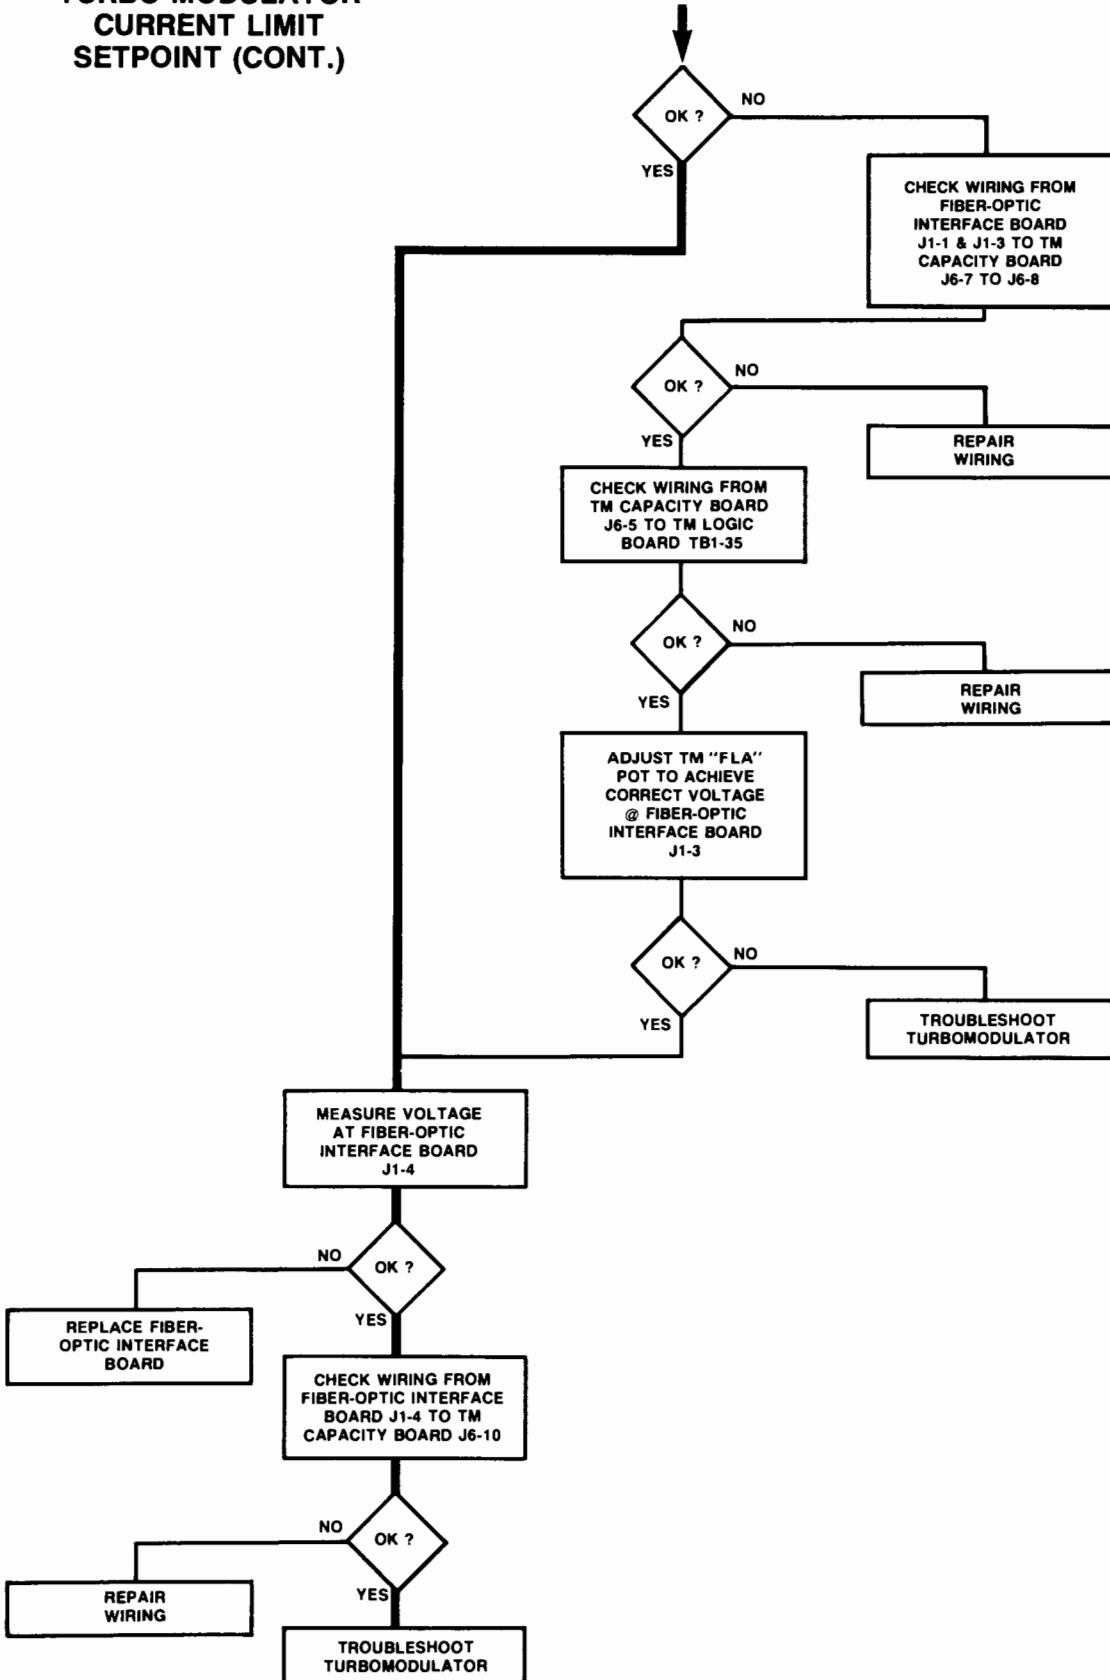 TURBO MODULATOR
CURRENT LIMIT
SETPOINT (CONT.)
OK ?
NO
YES
CHECK WIRING FROM
FIBER-OPTIC
INTERFACE BOARD
J1-1 & J1-3 TO TM
CAPACITY BOARD
J6-7 TO J6-8
OK ?
NO
YES
REPAIR
WIRING
CHECK WIRING FROM
TM CAPACITY BOARD
J6-5 TO TM LOGIC
BOARD TB1-35
OK ?
NO
YES
REPAIR
WIRING
ADJUST TM "FLA"
POT TO ACHIEVE
CORRECT VOLTAGE
@ FIBER-OPTIC
INTERFACE BOARD
J1-3
OK ?
NO
YES
TROUBLESHOOT
TURBOMODULATOR
MEASURE VOLTAGE
AT FIBER-OPTIC
INTERFACE BOARD
J1-4
NO
OK ?
YES
REPLACE FIBER-
OPTIC INTERFACE
BOARD
CHECK WIRING FROM
FIBER-OPTIC INTERFACE
BOARD J1-4 TO TM
CAPACITY BOARD J6-10
NO
OK ?
YES
REPAIR
WIRING
TROUBLESHOOT
TURBOMODULATOR